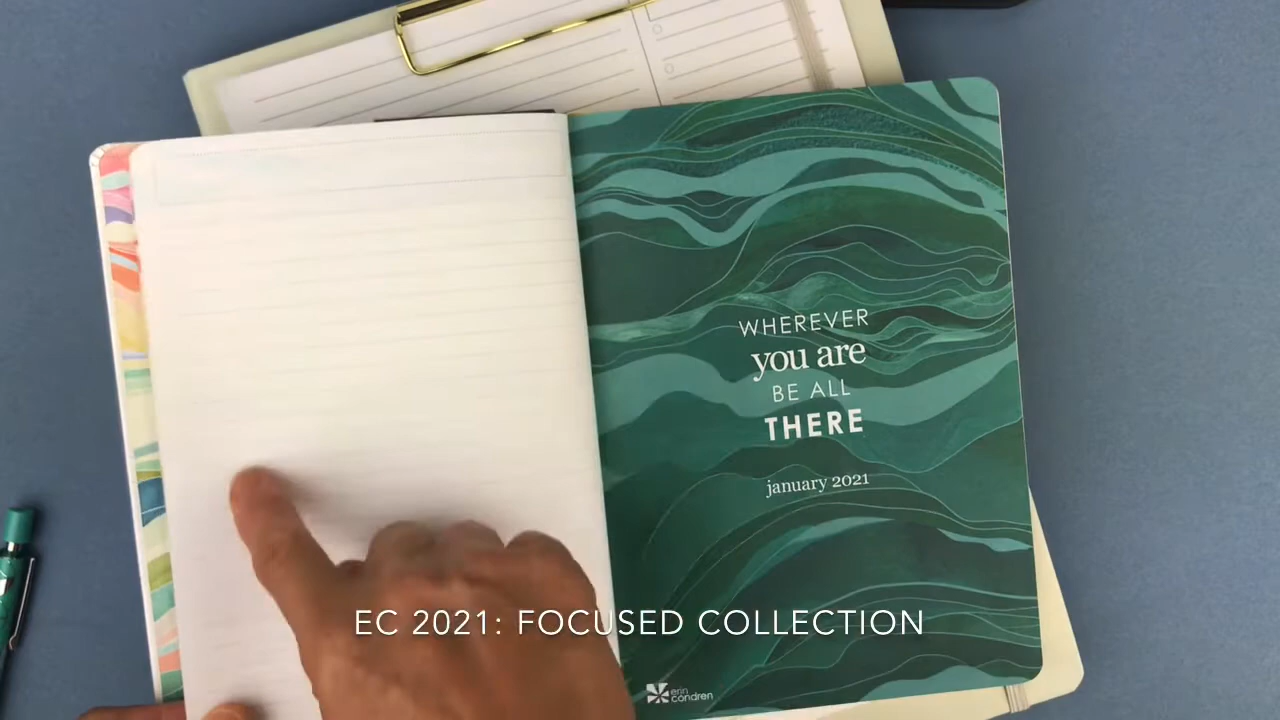 WHEREVER
you are
BE ALL
THERE
january 2021
EC 2021: FOCUSED COLLECTION
erin
condren